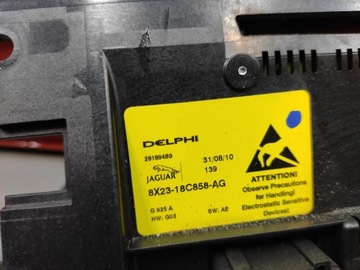 DELPHI
28189489
31/08/10
JAGUAR
139
8X23-18C858-AG
G 925 A
HW: G03
SW: AE
ATTENTION!
Observe Precautions
for Handling!
Electrostatic Sensitive
Devices!